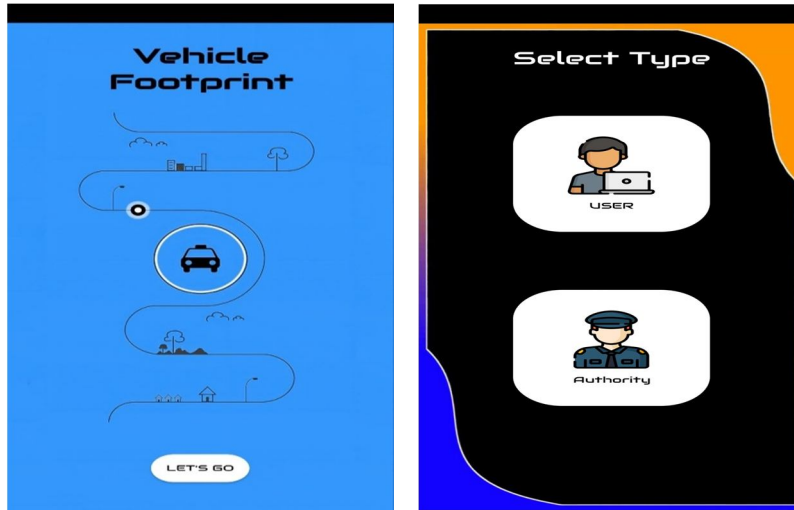 Vehicle
Footprint
LET'S GO
Select Type
USER
Authority